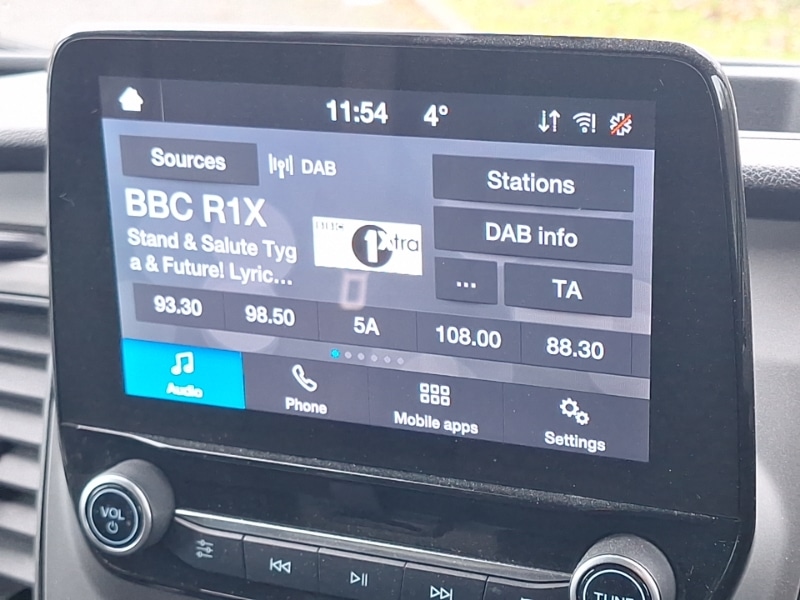 11:54 4°
Sources DAB Stations
BBC R1X
BBC 1Xtra
DAB info
Stand & Salute Tyg
a & Future! Lyric...
... TA
93.30 98.50 5A 108.00 88.30
Audio Phone Mobile apps Settings
VOL
TUNE